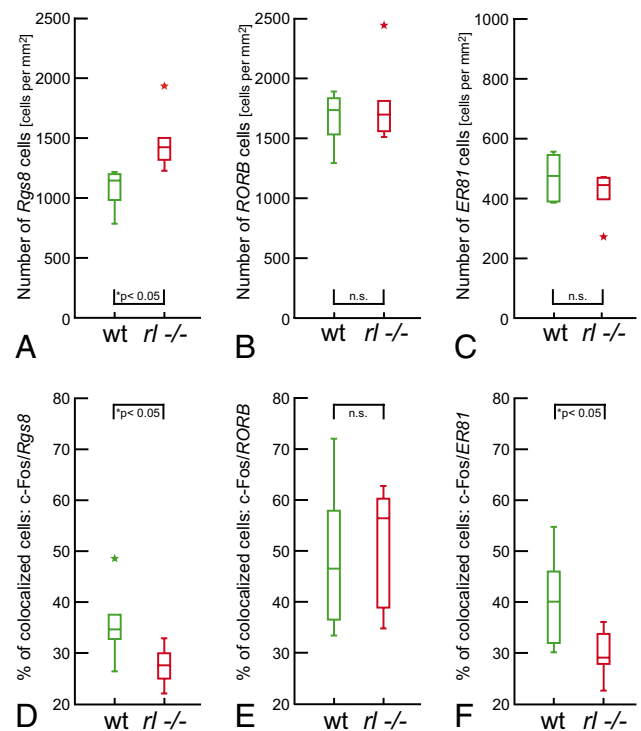 Number of Rgs8 cells [cells per mm²]
2500
2000
1500
1000
500
0
*p< 0.05
wt rl -/-
A
Number of RORB cells [cells per mm²]
2500
2000
1500
1000
500
0
n.s.
wt rl -/-
B
Number of ER81 cells [cells per mm²]
1000
800
600
400
200
0
n.s.
wt rl -/-
C
% of colocalized cells: c-Fos/Rgs8
80
70
60
50
40
30
20
*p< 0.05
wt rl -/-
D
% of colocalized cells: c-Fos/RORB
80
70
60
50
40
30
20
n.s.
wt rl -/-
E
% of colocalized cells: c-Fos/ER81
80
70
60
50
40
30
20
*p< 0.05
wt rl -/-
F